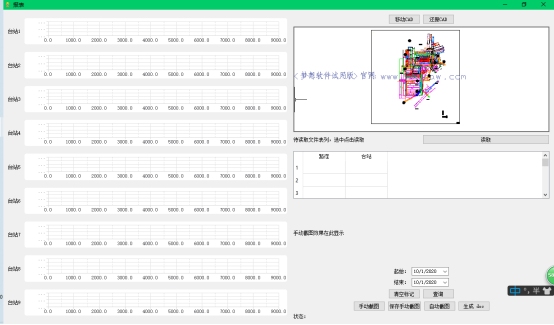 移动CAD 还原CAD
台站1
0.0 1000.0 2000.0 3000.0 4000.0 5000.0 6000.0 7000.0 8000.0 9000.0
台站2
0.0 1000.0 2000.0 3000.0 4000.0 5000.0 6000.0 7000.0 8000.0 9000.0
台站3
0.0 1000.0 2000.0 3000.0 4000.0 5000.0 6000.0 7000.0 8000.0 9000.0
台站4
0.0 1000.0 2000.0 3000.0 4000.0 5000.0 6000.0 7000.0 8000.0 9000.0
台站5
0.0 1000.0 2000.0 3000.0 4000.0 5000.0 6000.0 7000.0 8000.0 9000.0
台站6
0.0 1000.0 2000.0 3000.0 4000.0 5000.0 6000.0 7000.0 8000.0 9000.0
台站7
0.0 1000.0 2000.0 3000.0 4000.0 5000.0 6000.0 7000.0 8000.0 9000.0
台站8
0.0 1000.0 2000.0 3000.0 4000.0 5000.0 6000.0 7000.0 8000.0 9000.0
台站9
0.0 1000.0 2000.0 3000.0 4000.0 5000.0 6000.0 7000.0 8000.0 9000.0
(梦想软件试用版)官网
待读取文件表列：选中点击读取 读取
路径 台站
1
2
3
手动截图效果在此显示
起始： 10/1/2020
结束： 10/1/2020
清空标记 查询
手动截图 保存手动截图 自动截图 生成 doc
状态：
中 半